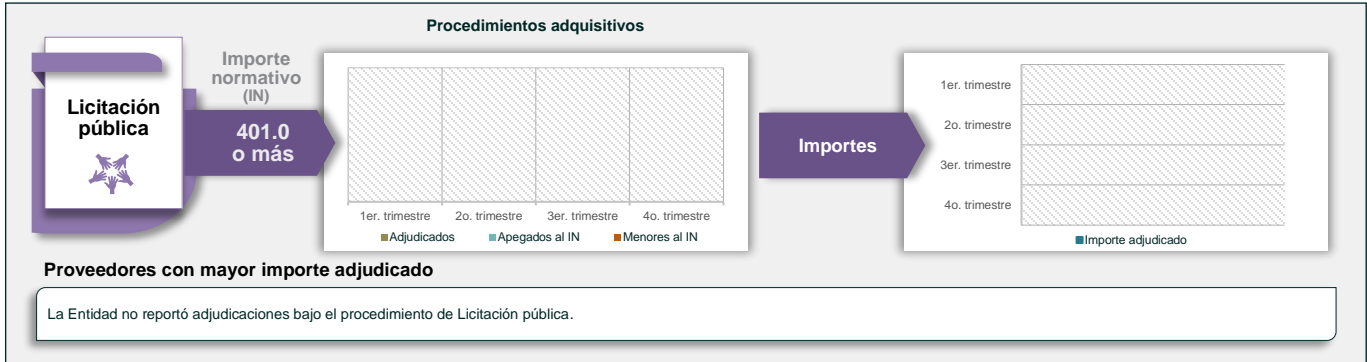 Procedimientos adquisitivos
Licitación
pública
Importe
normativo
(IN)
401.0
o más
1er. trimestre 2o. trimestre 3er. trimestre 4o. trimestre
Adjudicados Apegados al IN Menores al IN
Importes
1er. trimestre
2o. trimestre
3er. trimestre
4o. trimestre
Importe adjudicado
Proveedores con mayor importe adjudicado
La Entidad no reportó adjudicaciones bajo el procedimiento de Licitación pública.